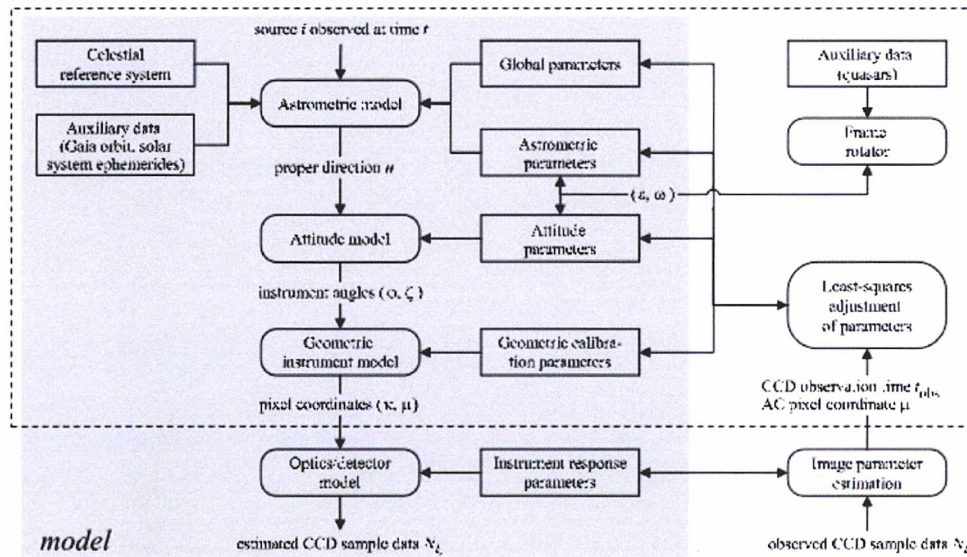 source i observed at time t
Celestial
reference system
Auxiliary data
(Gaia orbit, solar
system ephemerides)
Astrometric model
Global parameters
Auxiliary data
(quasars)
Frame
rotator
proper direction u
Astrometric
parameters
(ε, ω)
Attitude model
Attitude
parameters
instrument angles (φ, ζ)
Geometric
instrument model
Geometric calibra-
tion parameters
Least-squares
adjustment
of parameters
pixel coordinates (κ, μ)
CCD observation time t_obs
AC pixel coordinate μ
Optics/detector
model
Instrument response
parameters
Image parameter
estimation
model
estimated CCD sample data N_k
observed CCD sample data